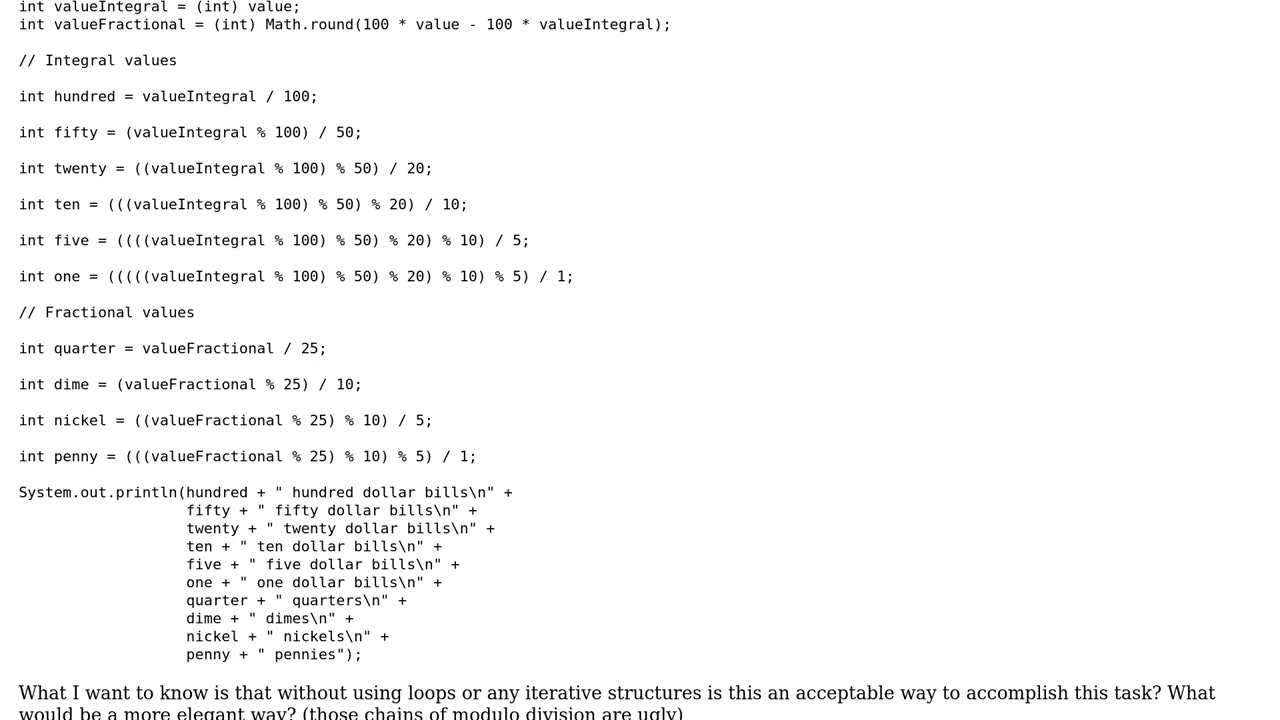 int valueIntegral = (int) value;
int valueFractional = (int) Math.round(100 * value - 100 * valueIntegral);
// Integral values
int hundred = valueIntegral / 100;
int fifty = (valueIntegral % 100) / 50;
int twenty = ((valueIntegral % 100) % 50) / 20;
int ten = (((valueIntegral % 100) % 50) % 20) / 10;
int five = ((((valueIntegral % 100) % 50) % 20) % 10) / 5;
int one = (((((valueIntegral % 100) % 50) % 20) % 10) % 5) / 1;
// Fractional values
int quarter = valueFractional / 25;
int dime = (valueFractional % 25) / 10;
int nickel = ((valueFractional % 25) % 10) / 5;
int penny = (((valueFractional % 25) % 10) % 5) / 1;
System.out.println(hundred + " hundred dollar bills\n" +
fifty + " fifty dollar bills\n" +
twenty + " twenty dollar bills\n" +
ten + " ten dollar bills\n" +
five + " five dollar bills\n" +
one + " one dollar bills\n" +
quarter + " quarters\n" +
dime + " dimes\n" +
nickel + " nickels\n" +
penny + " pennies");
What I want to know is that without using loops or any iterative structures is this an acceptable way to accomplish this task? What
would be a more elegant way? (those chains of modulo division are ugly)